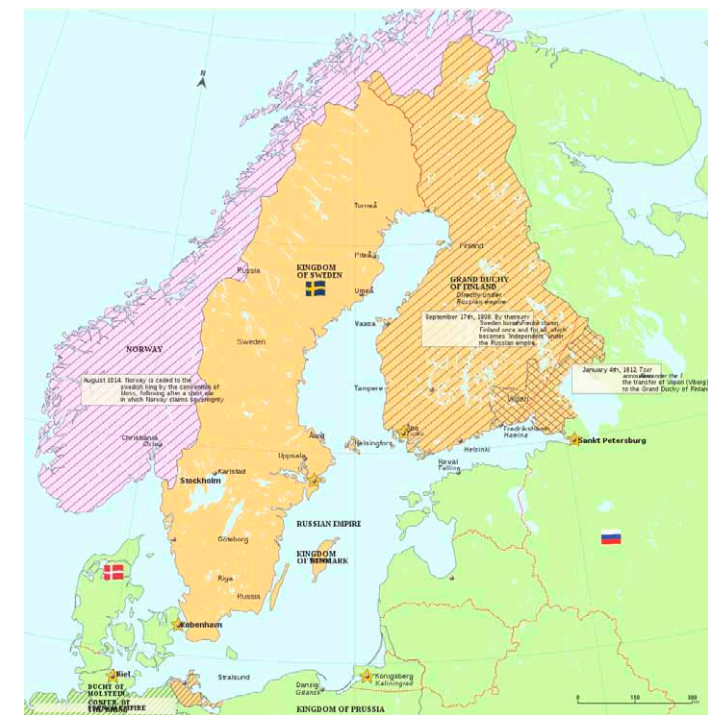 N
Torneå
Finland
Piteå
Russia
KINGDOM
OF SWEDEN
Umeå
GRAND DUCHY
OF FINLAND
Directly under
Russian empire
September 17th, 1809. By the
Finland once and for all, which
becomes "independent" under
the Russian empire.
Vaasa
Sweden
NORWAY
January 4th, 1812. Tsar
the transfer of Viipuri (Viborg)
to the Grand Duchy of Finland
August 1814. Norway is ceded to the
swedish king by the convention of
Moss, following after a short war
in which Norway claims sovereignty
Tampere
Viipuri
Åbo
Turku
Fredrikshamn
Hamina
Christiania
Oslo
Åland
Helsingfors
Helsinki
Sankt Petersburg
Uppsala
Reval
Tallinn
Karlstad
Stockholm
RUSSIAN EMPIRE
Göteborg
KINGDOM
OF DENMARK
Riga
Russia
København
Kiel
Stralsund
Königsberg
Kaliningrad
Danzig
Gdansk
DUCHY OF
HOLSTEIN
CONFED. OF
KINGDOM OF PRUSSIA
0 150 300